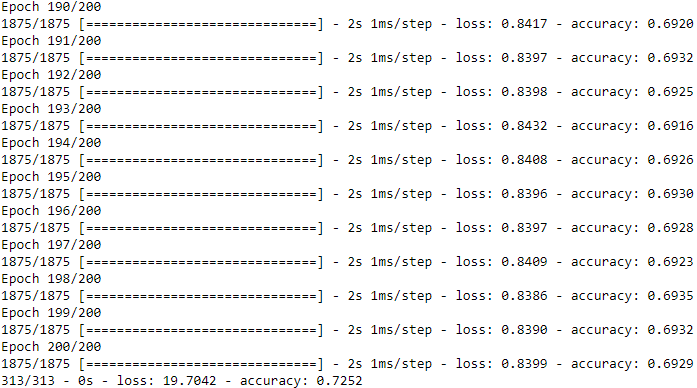 Epoch 190/200
1875/1875 [==============================] - 2s 1ms/step - loss: 0.8417 - accuracy: 0.6920
Epoch 191/200
1875/1875 [==============================] - 2s 1ms/step - loss: 0.8397 - accuracy: 0.6932
Epoch 192/200
1875/1875 [==============================] - 2s 1ms/step - loss: 0.8398 - accuracy: 0.6925
Epoch 193/200
1875/1875 [==============================] - 2s 1ms/step - loss: 0.8432 - accuracy: 0.6916
Epoch 194/200
1875/1875 [==============================] - 2s 1ms/step - loss: 0.8408 - accuracy: 0.6926
Epoch 195/200
1875/1875 [==============================] - 2s 1ms/step - loss: 0.8396 - accuracy: 0.6930
Epoch 196/200
1875/1875 [==============================] - 2s 1ms/step - loss: 0.8397 - accuracy: 0.6928
Epoch 197/200
1875/1875 [==============================] - 2s 1ms/step - loss: 0.8409 - accuracy: 0.6923
Epoch 198/200
1875/1875 [==============================] - 2s 1ms/step - loss: 0.8386 - accuracy: 0.6935
Epoch 199/200
1875/1875 [==============================] - 2s 1ms/step - loss: 0.8390 - accuracy: 0.6932
Epoch 200/200
1875/1875 [==============================] - 2s 1ms/step - loss: 0.8399 - accuracy: 0.6929
313/313 - 0s - loss: 19.7042 - accuracy: 0.7252